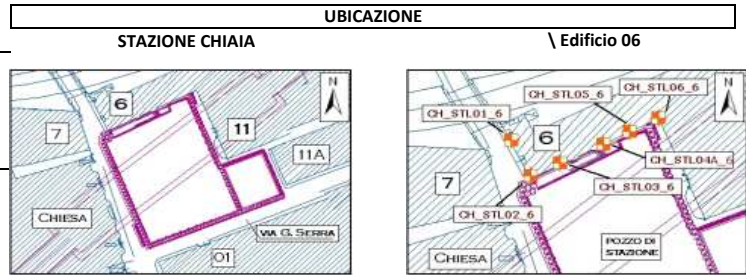 UBICAZIONE
STAZIONE CHIAIA
\ Edificio 06
N
6
7
11
11A
CHIESA
VIA G. SERRA
01
N
CH_STL05_6
CH_STL06_6
CH_STL01_6
6
7
CH_STL04A_6
CH_STL03_6
CH_STL02_6
CHIESA
POZZO DI
STAZIONE